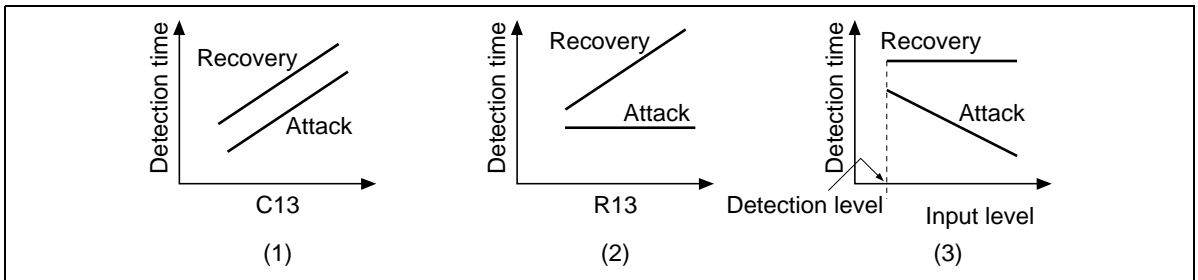 Detection time
Recovery
Attack
C13
(1)
Detection time
Recovery
Attack
R13
(2)
Detection time
Recovery
Attack
Detection level
Input level
(3)